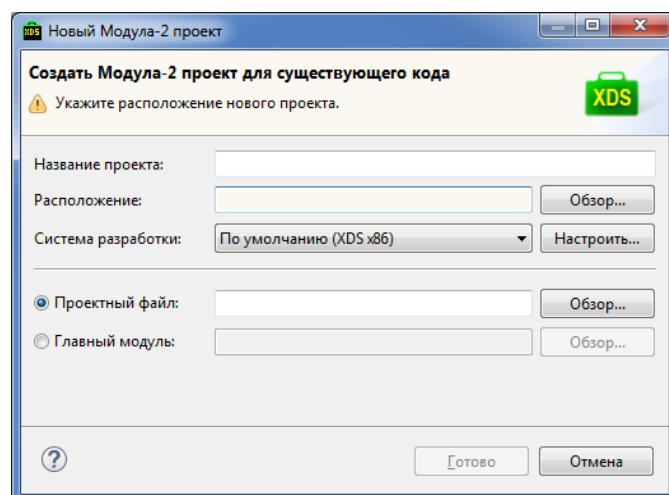 XDS Новый Модула-2 проект
Создать Модула-2 проект для существующего кода
Укажите расположение нового проекта.
XDS
Название проекта:
Расположение: Обзор...
Система разработки: По умолчанию (XDS x86) Настроить...
Проектный файл: Обзор...
Главный модуль: Обзор...
? Готово Отмена